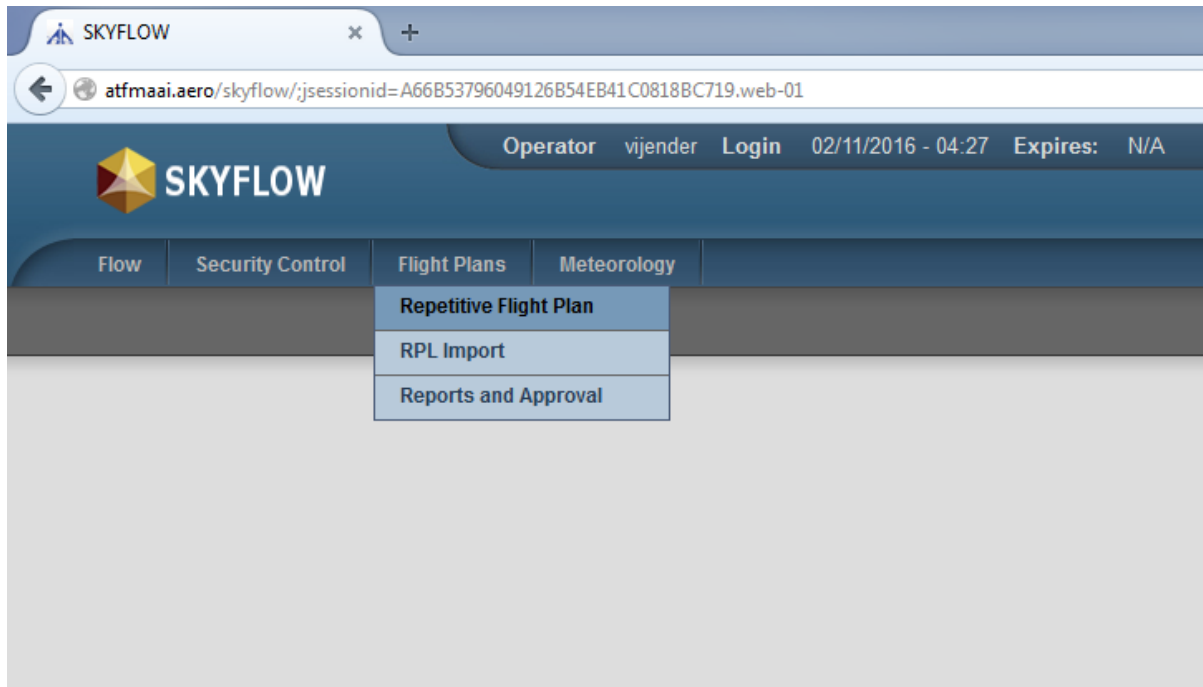 SKYFLOW
atfmaai.aero/skyflow/;jsessionid=A66B53796049126B54EB41C0818BC719.web-01
Operator vijender Login 02/11/2016 - 04:27 Expires: N/A
SKYFLOW
Flow Security Control Flight Plans Meteorology
Repetitive Flight Plan
RPL Import
Reports and Approval